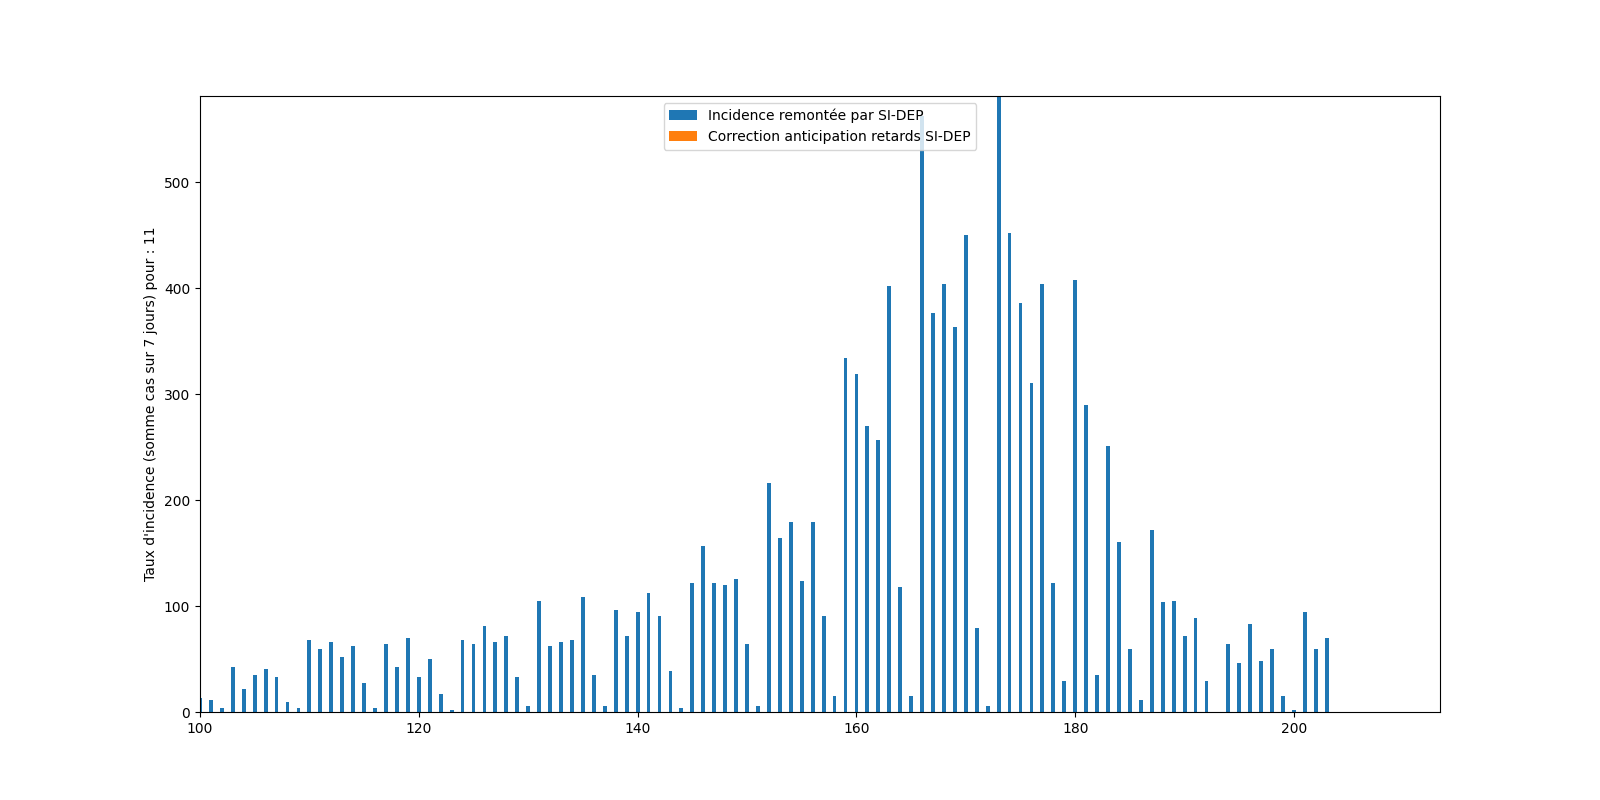 Incidence remontée par SI-DEP
Correction anticipation retards SI-DEP
Taux d'incidence (somme cas sur 7 jours) pour : 11
500
400
300
200
100
0
100 120 140 160 180 200